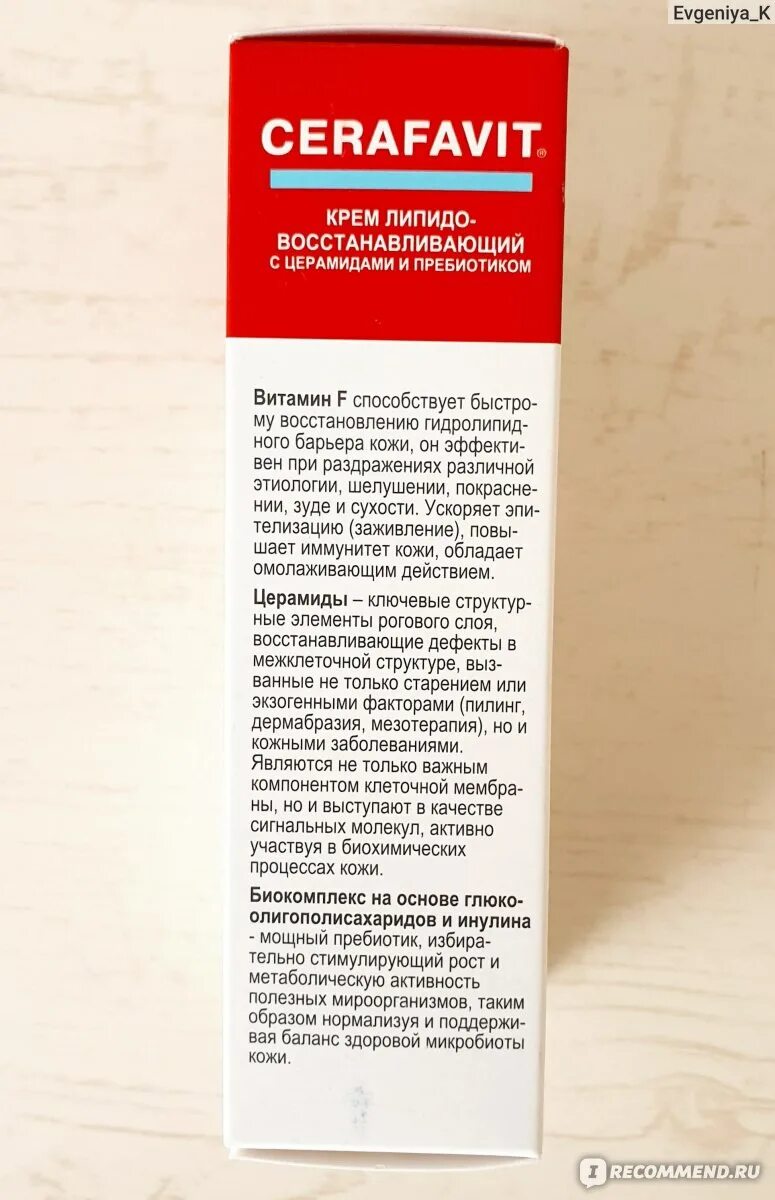 Evgeniya_K
CERAFAVIT®
КРЕМ ЛИПИДО-
ВОССТАНАВЛИВАЮЩИЙ
С ЦЕРАМИДАМИ И ПРЕБИОТИКОМ
Витамин F способствует быстро-
му восстановлению гидролипид-
ного барьера кожи, он эффекти-
вен при раздражениях различной
этиологии, шелушении, покрасне-
нии, зуде и сухости. Ускоряет эпи-
телизацию (заживление), повы-
шает иммунитет кожи, обладает
омолаживающим действием.
Церамиды – ключевые структур-
ные элементы рогового слоя,
восстанавливающие дефекты в
межклеточной структуре, выз-
ванные не только старением или
экзогенными факторами (пилинг,
дермабразия, мезотерапия), но и
кожными заболеваниями.
Являются не только важным
компонентом клеточной мембра-
ны, но и выступают в качестве
сигнальных молекул, активно
участвуя в биохимических
процессах кожи.
Биокомплекс на основе глюко-
олигополисахаридов и инулина
- мощный пребиотик, избира-
тельно стимулирующий рост и
метаболическую активность
полезных мироорганизмов, таким
образом нормализуя и поддержи-
вая баланс здоровой микробиоты
кожи.
I RECOMMEND.RU